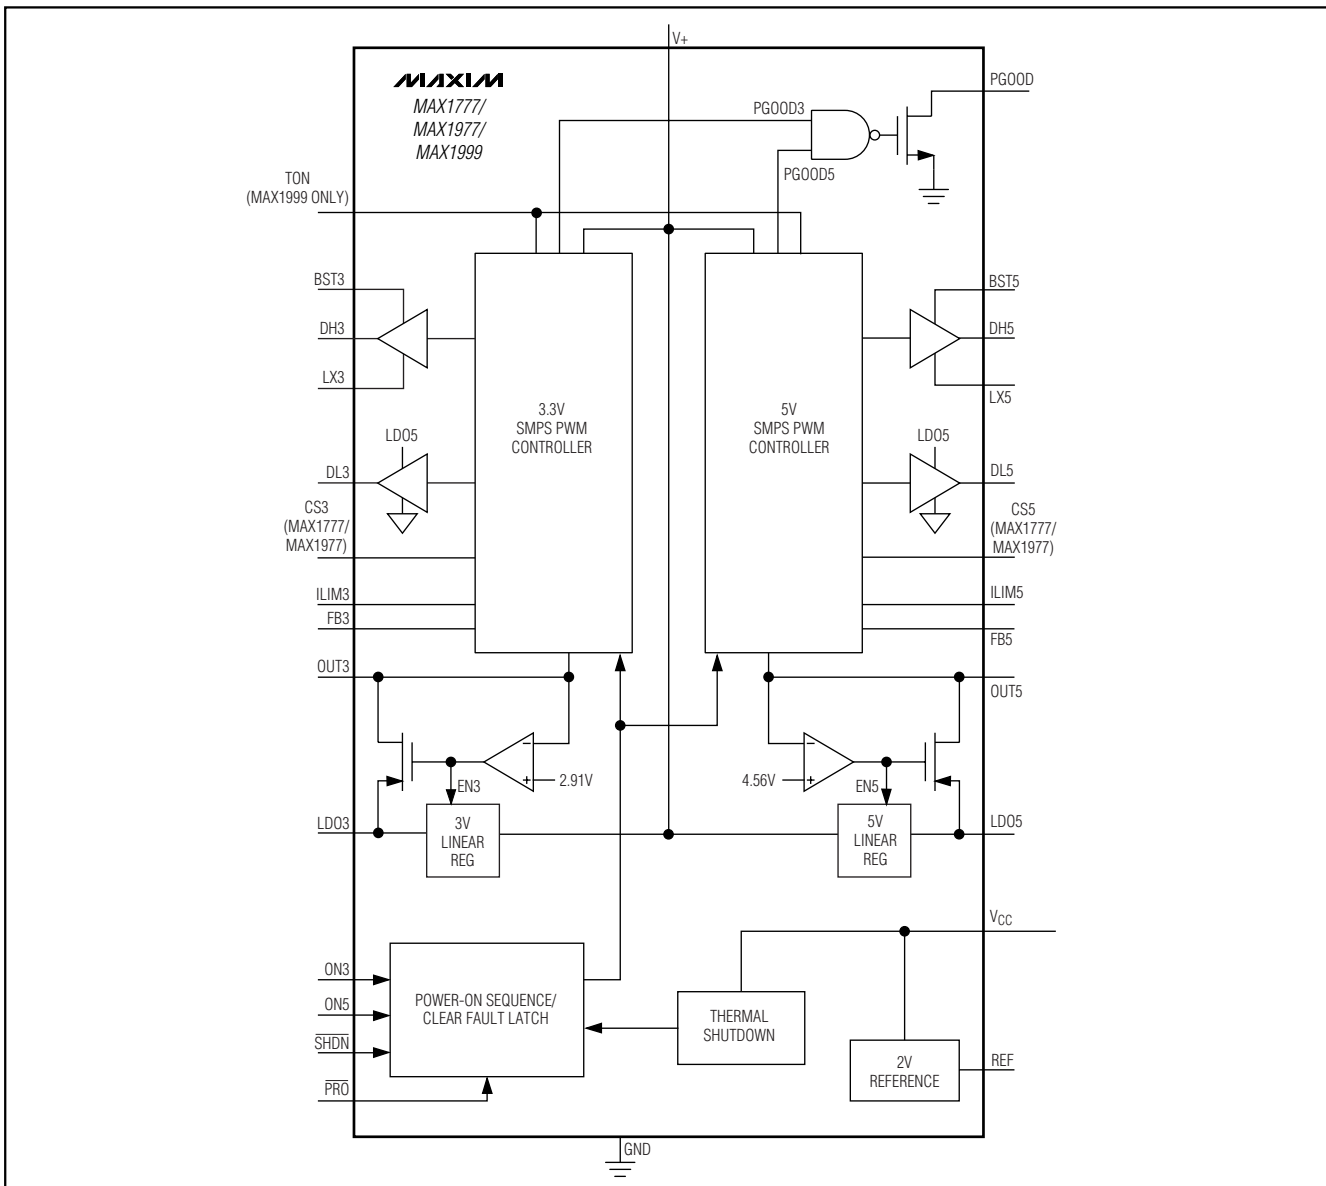 V+
MAXIM
MAX1777/
MAX1977/
MAX1999
PGOOD
PGOOD3
PGOOD5
TON
(MAX1999 ONLY)
BST3
DH3
LX3
LDO5
DL3
CS3
(MAX1777/
MAX1977)
ILIM3
FB3
OUT3
3.3V
SMPS PWM
CONTROLLER
5V
SMPS PWM
CONTROLLER
BST5
DH5
LX5
LDO5
DL5
CS5
(MAX1777/
MAX1977)
ILIM5
FB5
OUT5
2.91V
EN3
4.56V
EN5
LDO3
3V
LINEAR
REG
5V
LINEAR
REG
LDO5
VCC
ON3
ON5
SHDN
PRO
POWER-ON SEQUENCE/
CLEAR FAULT LATCH
THERMAL
SHUTDOWN
2V
REFERENCE
REF
GND